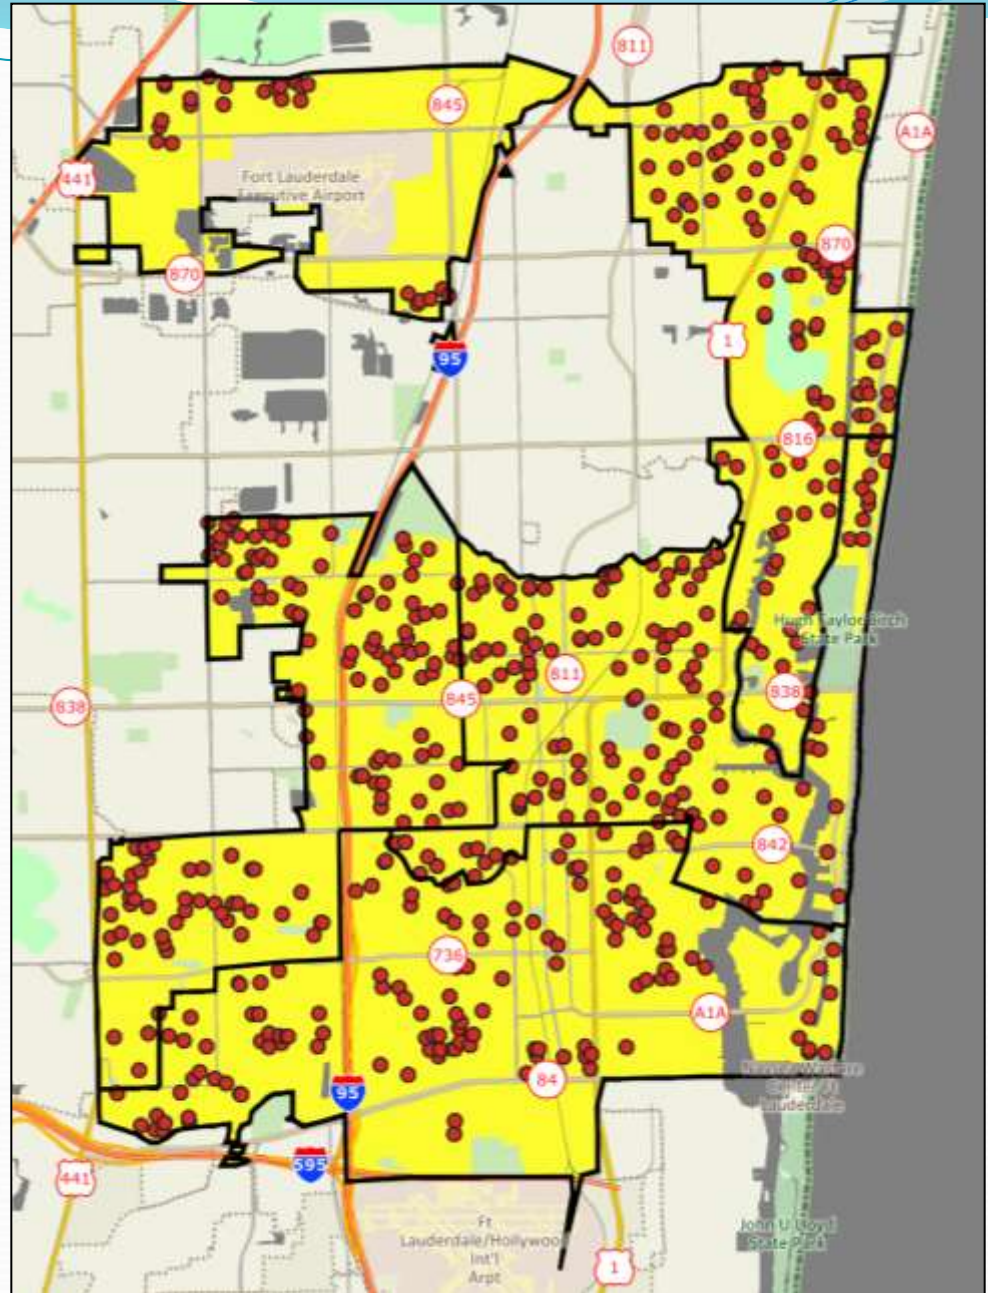 811
845
A1A
441
Fort Lauderdale
Executive Airport
870
870
1
95
816
Hugh Taylor Birch
State Park
811
838
845
838
842
736
A1A
84
95
Lauderdale
595
441
Ft
Lauderdale/Hollywood
Int'l
Arpt
John U Lloyd
State Park
1